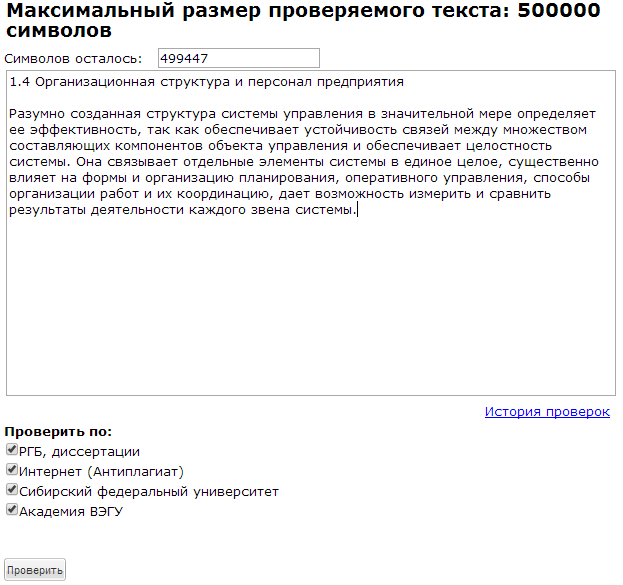 Максимальный размер проверяемого текста: 500000
символов
Символов осталось: 499447
1.4 Организационная структура и персонал предприятия
Разумно созданная структура системы управления в значительной мере определяет
ее эффективность, так как обеспечивает устойчивость связей между множеством
составляющих компонентов объекта управления и обеспечивает целостность
системы. Она связывает отдельные элементы системы в единое целое, существенно
влияет на формы и организацию планирования, оперативного управления, способы
организации работ и их координацию, дает возможность измерить и сравнить
результаты деятельности каждого звена системы.
История проверок
Проверить по:
РГБ, диссертации
Интернет (Антиплагиат)
Сибирский федеральный университет
Академия ВЭГУ
Проверить